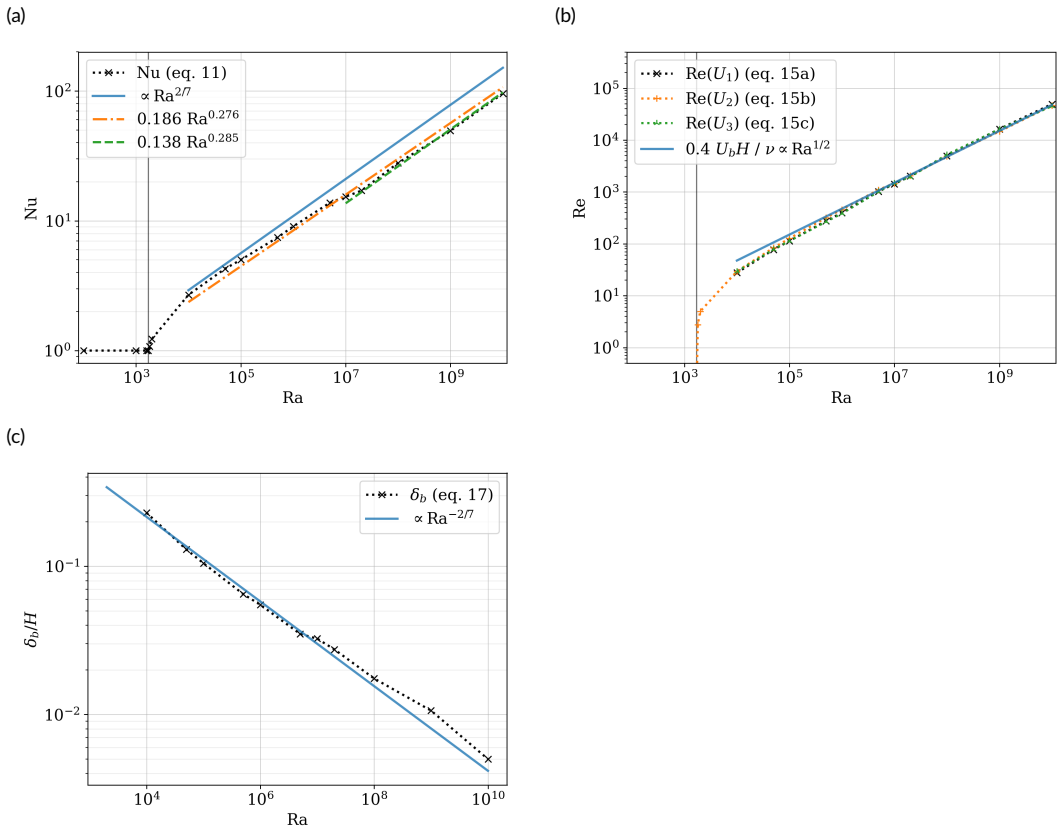 (a)
Nu (eq. 11)
∝ Ra^{2/7}
0.186 Ra^{0.276}
0.138 Ra^{0.285}
10^2
10^1
10^0
Nu
10^3 10^5 10^7 10^9
Ra
(b)
Re(U_1) (eq. 15a)
Re(U_2) (eq. 15b)
Re(U_3) (eq. 15c)
0.4 U_bH / ν ∝ Ra^{1/2}
10^5
10^4
10^3
10^2
10^1
10^0
Re
10^3 10^5 10^7 10^9
Ra
(c)
δ_b (eq. 17)
∝ Ra^{−2/7}
10^{−1}
10^{−2}
δ_b/H
10^4 10^6 10^8 10^{10}
Ra